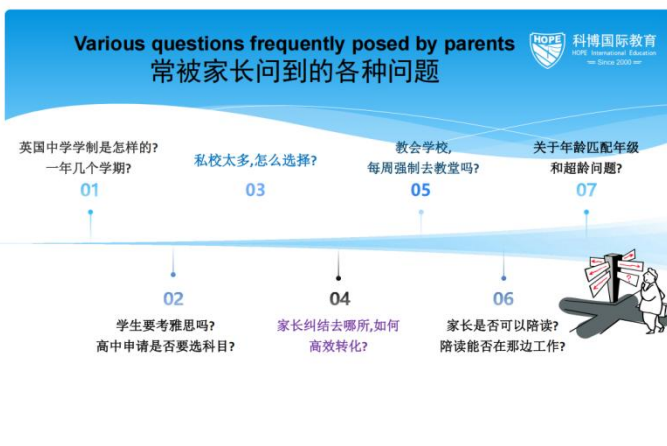 Various questions frequently posed by parents
常被家长问到的各种问题
HOPE
科博国际教育
HOPE International Education
Since 2000
英国中学学制是怎样的?
一年几个学期?
01
私校太多,怎么选择?
03
教会学校,
每周强制去教堂吗?
05
关于年龄匹配年级
和超龄问题?
07
02
学生要考雅思吗?
高中申请是否要选科目?
04
家长纠结去哪所,如何
高效转化?
06
家长是否可以陪读?
陪读能否在那边工作?